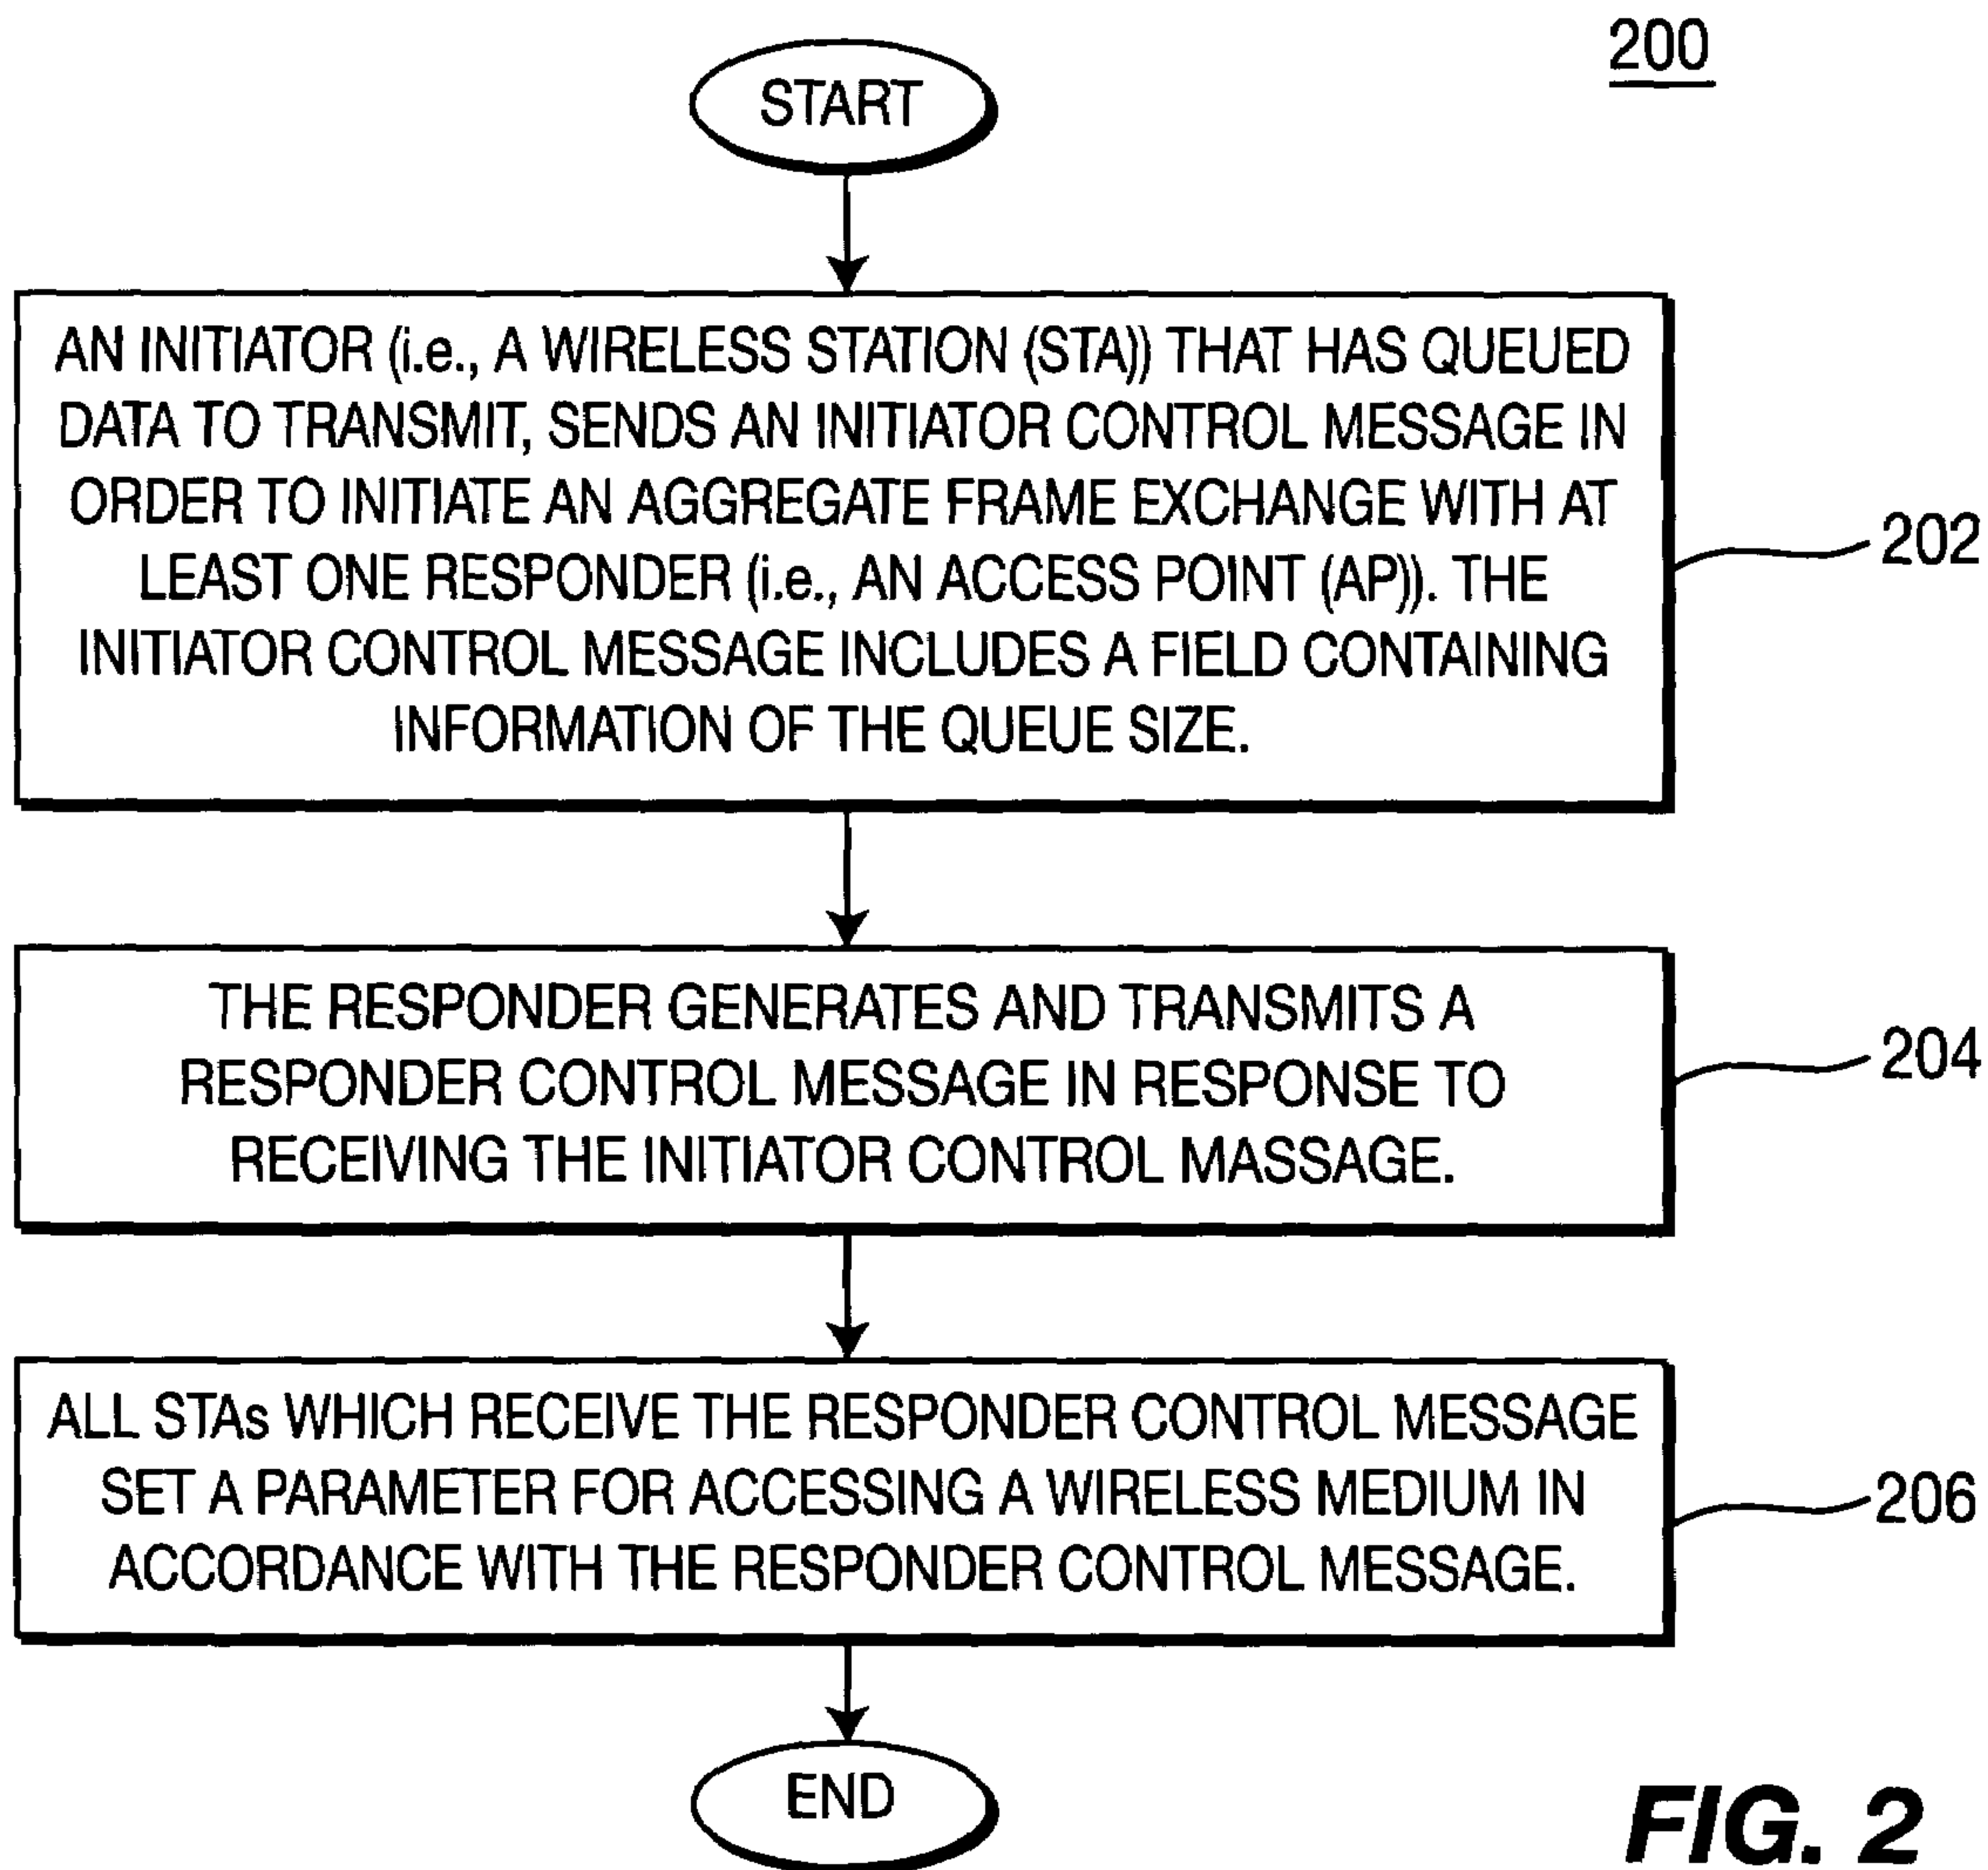 200
START
AN INITIATOR (i.e., A WIRELESS STATION (STA)) THAT HAS QUEUED
DATA TO TRANSMIT, SENDS AN INITIATOR CONTROL MESSAGE IN
ORDER TO INITIATE AN AGGREGATE FRAME EXCHANGE WITH AT
LEAST ONE RESPONDER (i.e., AN ACCESS POINT (AP)). THE
INITIATOR CONTROL MESSAGE INCLUDES A FIELD CONTAINING
INFORMATION OF THE QUEUE SIZE.
202
THE RESPONDER GENERATES AND TRANSMITS A
RESPONDER CONTROL MESSAGE IN RESPONSE TO
RECEIVING THE INITIATOR CONTROL MASSAGE.
204
ALL STAs WHICH RECEIVE THE RESPONDER CONTROL MESSAGE
SET A PARAMETER FOR ACCESSING A WIRELESS MEDIUM IN
ACCORDANCE WITH THE RESPONDER CONTROL MESSAGE.
206
END
FIG. 2